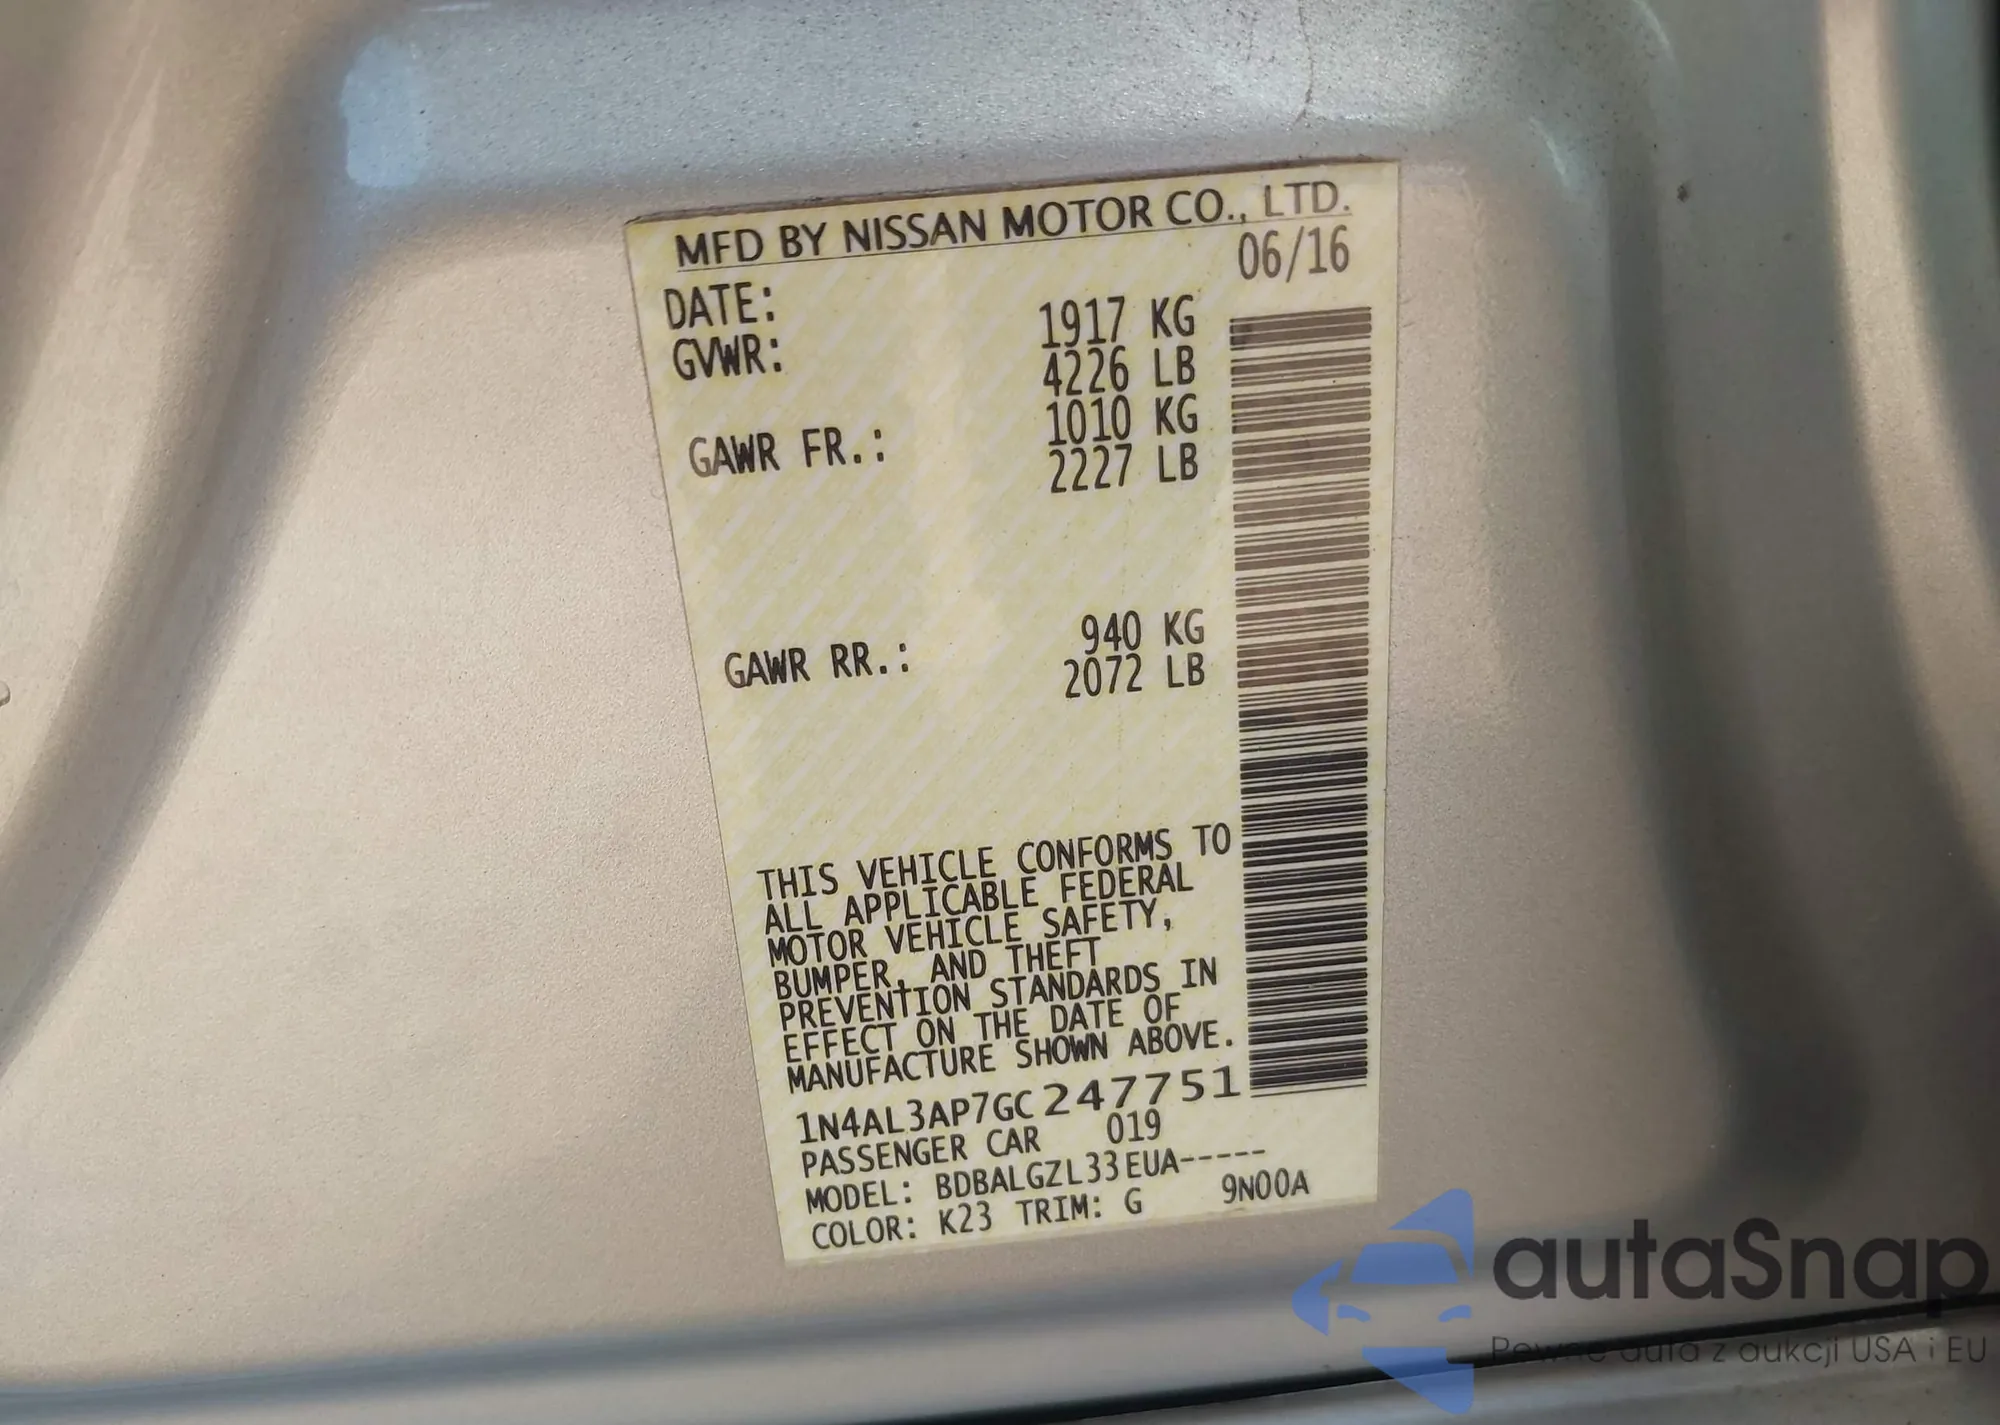 MFD BY NISSAN MOTOR CO., LTD.
DATE: 06/16
GVWR: 1917 KG
4226 LB
GAWR FR.: 1010 KG
2227 LB
GAWR RR.: 940 KG
2072 LB
THIS VEHICLE CONFORMS TO
ALL APPLICABLE FEDERAL
MOTOR VEHICLE SAFETY,
BUMPER, AND THEFT
PREVENTION STANDARDS IN
EFFECT ON THE DATE OF
MANUFACTURE SHOWN ABOVE.
1N4AL3AP7GC247751
PASSENGER CAR 019
MODEL: BDBALGZL33EUA-----
COLOR: K23 TRIM: G 9N00A
autaSnap
Pewne auta z aukcji USA i EU